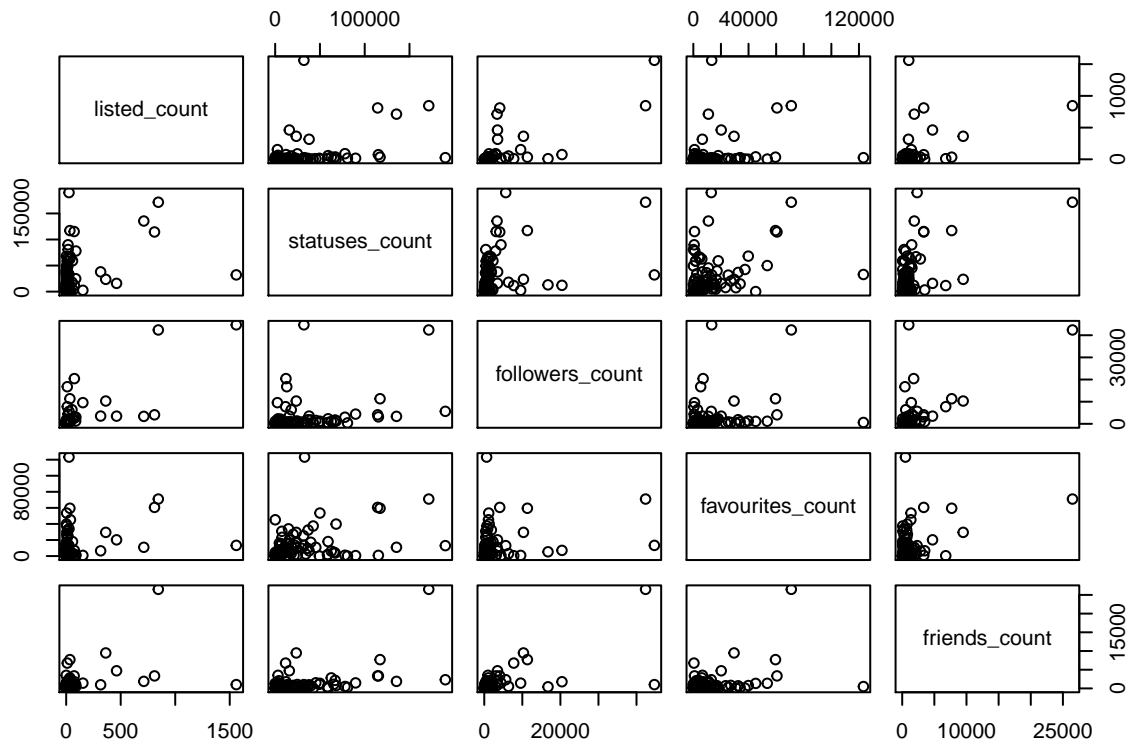 0 100000
0 40000 120000
listed_count
0 1000
0 150000
statuses_count
followers_count
0 30000
0 80000
favourites_count
friends_count
0 15000
0 500 1500
0 20000
0 10000 25000